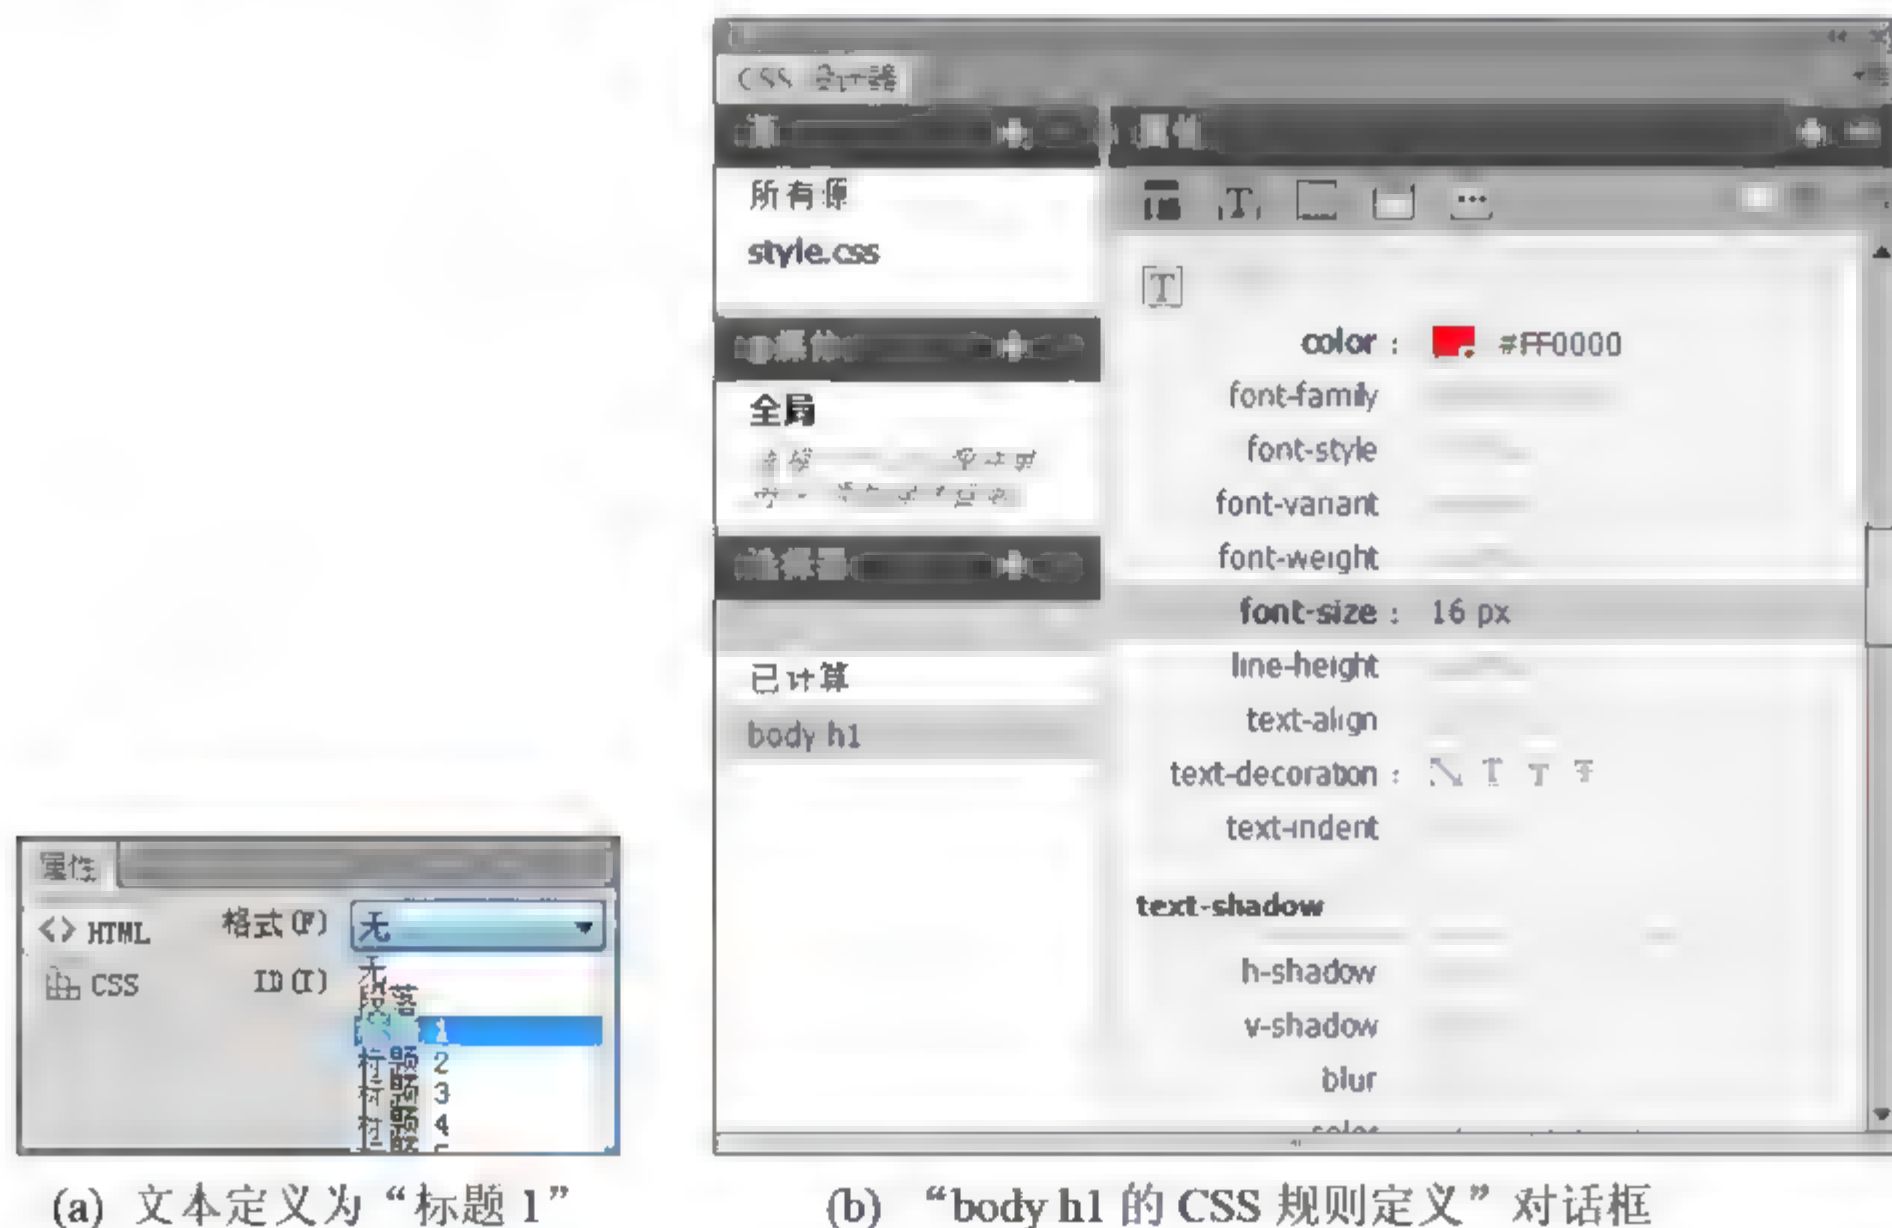 属性
HTML
格式(F)
无
CSS
ID(I)
无
段落
1
标题 2
标题 3
标题 4
(a) 文本定义为“标题 1”
CSS 设计器
所有源
style.css
全局
已计算
body h1
color : #FF0000
font-family
font-style
font-variant
font-weight
font-size : 16 px
line-height
text-align
text-decoration :
text-indent
text-shadow
h-shadow
v-shadow
blur
color
(b) “body h1 的 CSS 规则定义”对话框